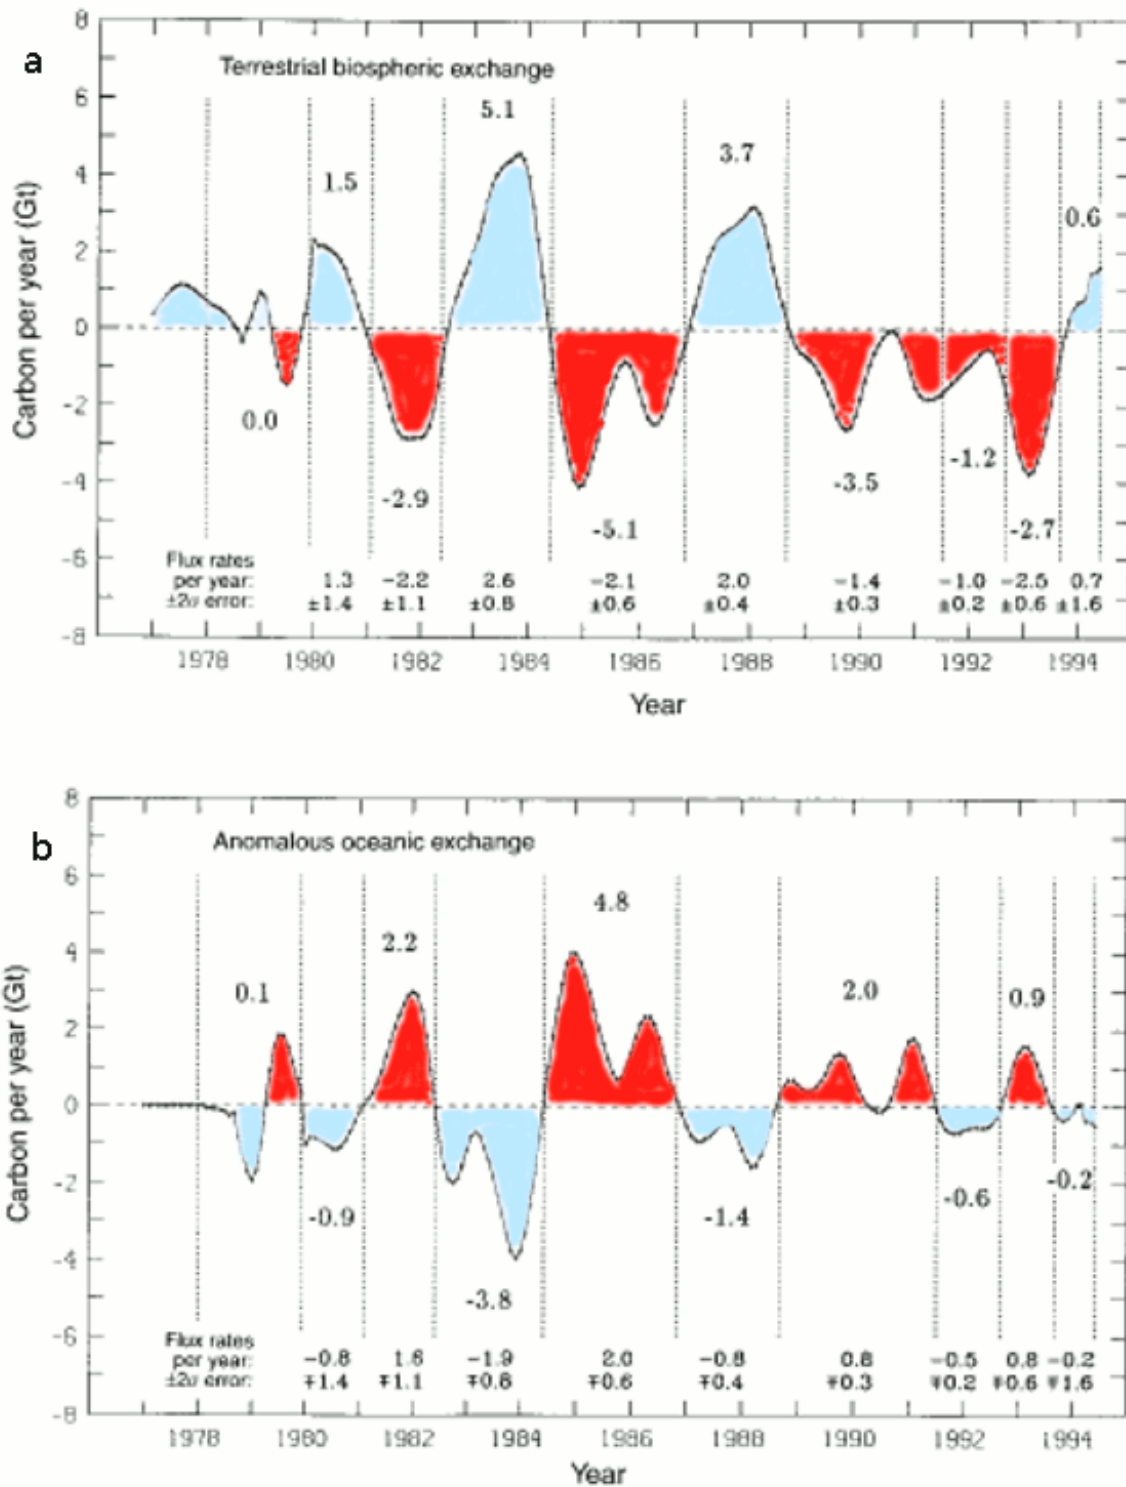 a
Terrestrial biospheric exchange
Carbon per year (Gt)
8
6
4
2
0
-2
-4
-6
-8
0.0
1.5
-2.9
5.1
-5.1
3.7
-3.5
-1.2
-2.7
0.6
Flux rates
per year: 1.3 -2.2 2.6 -2.1 2.0 -1.4 -1.0 -2.5 0.7
±2σ error: ±1.4 ±1.1 ±0.8 ±0.6 ±0.4 ±0.3 ±0.2 ±0.6 ±1.6
1978 1980 1982 1984 1986 1988 1990 1992 1994
Year
b
Anomalous oceanic exchange
Carbon per year (Gt)
8
6
4
2
0
-2
-4
-6
-8
0.1
-0.9
2.2
-3.8
4.8
-1.4
2.0
-0.6
0.9
-0.2
Flux rates
per year: -0.8 1.6 -1.9 2.0 -0.8 0.8 -0.5 0.8 -0.2
±2σ error: ∓1.4 ∓1.1 ∓0.8 ∓0.6 ∓0.4 ∓0.3 ∓0.2 ∓0.6 ∓1.6
1978 1980 1982 1984 1986 1988 1990 1992 1994
Year